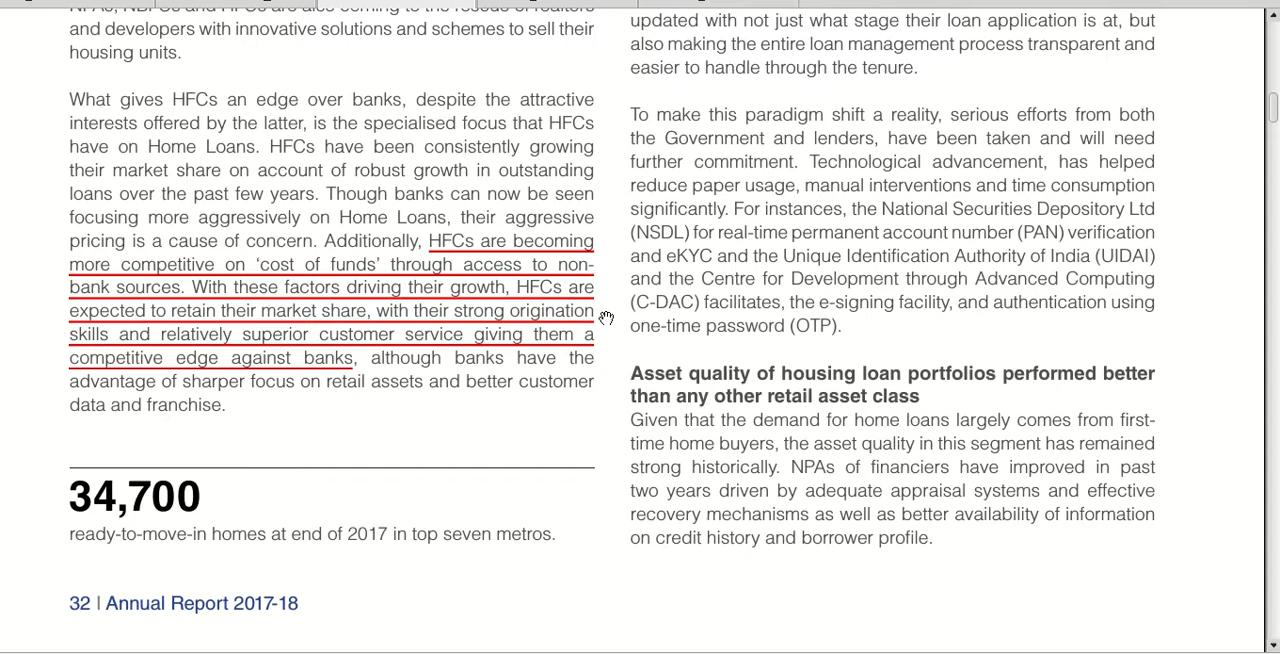 and developers with innovative solutions and schemes to sell their
housing units.
What gives HFCs an edge over banks, despite the attractive
interests offered by the latter, is the specialised focus that HFCs
have on Home Loans. HFCs have been consistently growing
their market share on account of robust growth in outstanding
loans over the past few years. Though banks can now be seen
focusing more aggressively on Home Loans, their aggressive
pricing is a cause of concern. Additionally, HFCs are becoming
more competitive on ‘cost of funds’ through access to non-
bank sources. With these factors driving their growth, HFCs are
expected to retain their market share, with their strong origination
skills and relatively superior customer service giving them a
competitive edge against banks, although banks have the
advantage of sharper focus on retail assets and better customer
data and franchise.
34,700
ready-to-move-in homes at end of 2017 in top seven metros.
32 | Annual Report 2017-18
updated with not just what stage their loan application is at, but
also making the entire loan management process transparent and
easier to handle through the tenure.
To make this paradigm shift a reality, serious efforts from both
the Government and lenders, have been taken and will need
further commitment. Technological advancement, has helped
reduce paper usage, manual interventions and time consumption
significantly. For instances, the National Securities Depository Ltd
(NSDL) for real-time permanent account number (PAN) verification
and eKYC and the Unique Identification Authority of India (UIDAI)
and the Centre for Development through Advanced Computing
(C-DAC) facilitates, the e-signing facility, and authentication using
one-time password (OTP).
Asset quality of housing loan portfolios performed better
than any other retail asset class
Given that the demand for home loans largely comes from first-
time home buyers, the asset quality in this segment has remained
strong historically. NPAs of financiers have improved in past
two years driven by adequate appraisal systems and effective
recovery mechanisms as well as better availability of information
on credit history and borrower profile.